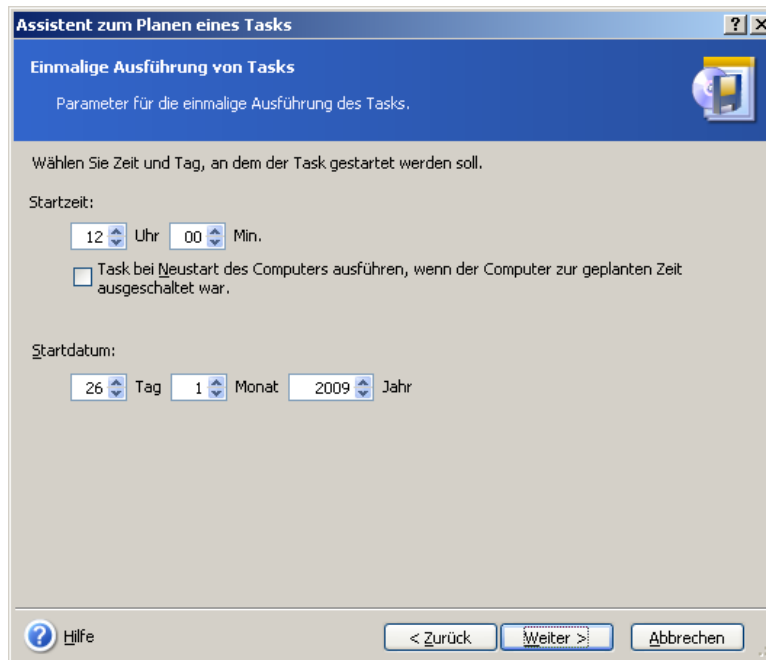 Assistent zum Planen eines Tasks
Einmalige Ausführung von Tasks
Parameter für die einmalige Ausführung des Tasks.
Wählen Sie Zeit und Tag, an dem der Task gestartet werden soll.
Startzeit:
12 Uhr 00 Min.
Task bei Neustart des Computers ausführen, wenn der Computer zur geplanten Zeit
ausgeschaltet war.
Startdatum:
26 Tag 1 Monat 2009 Jahr
? Hilfe < Zurück Weiter > Abbrechen